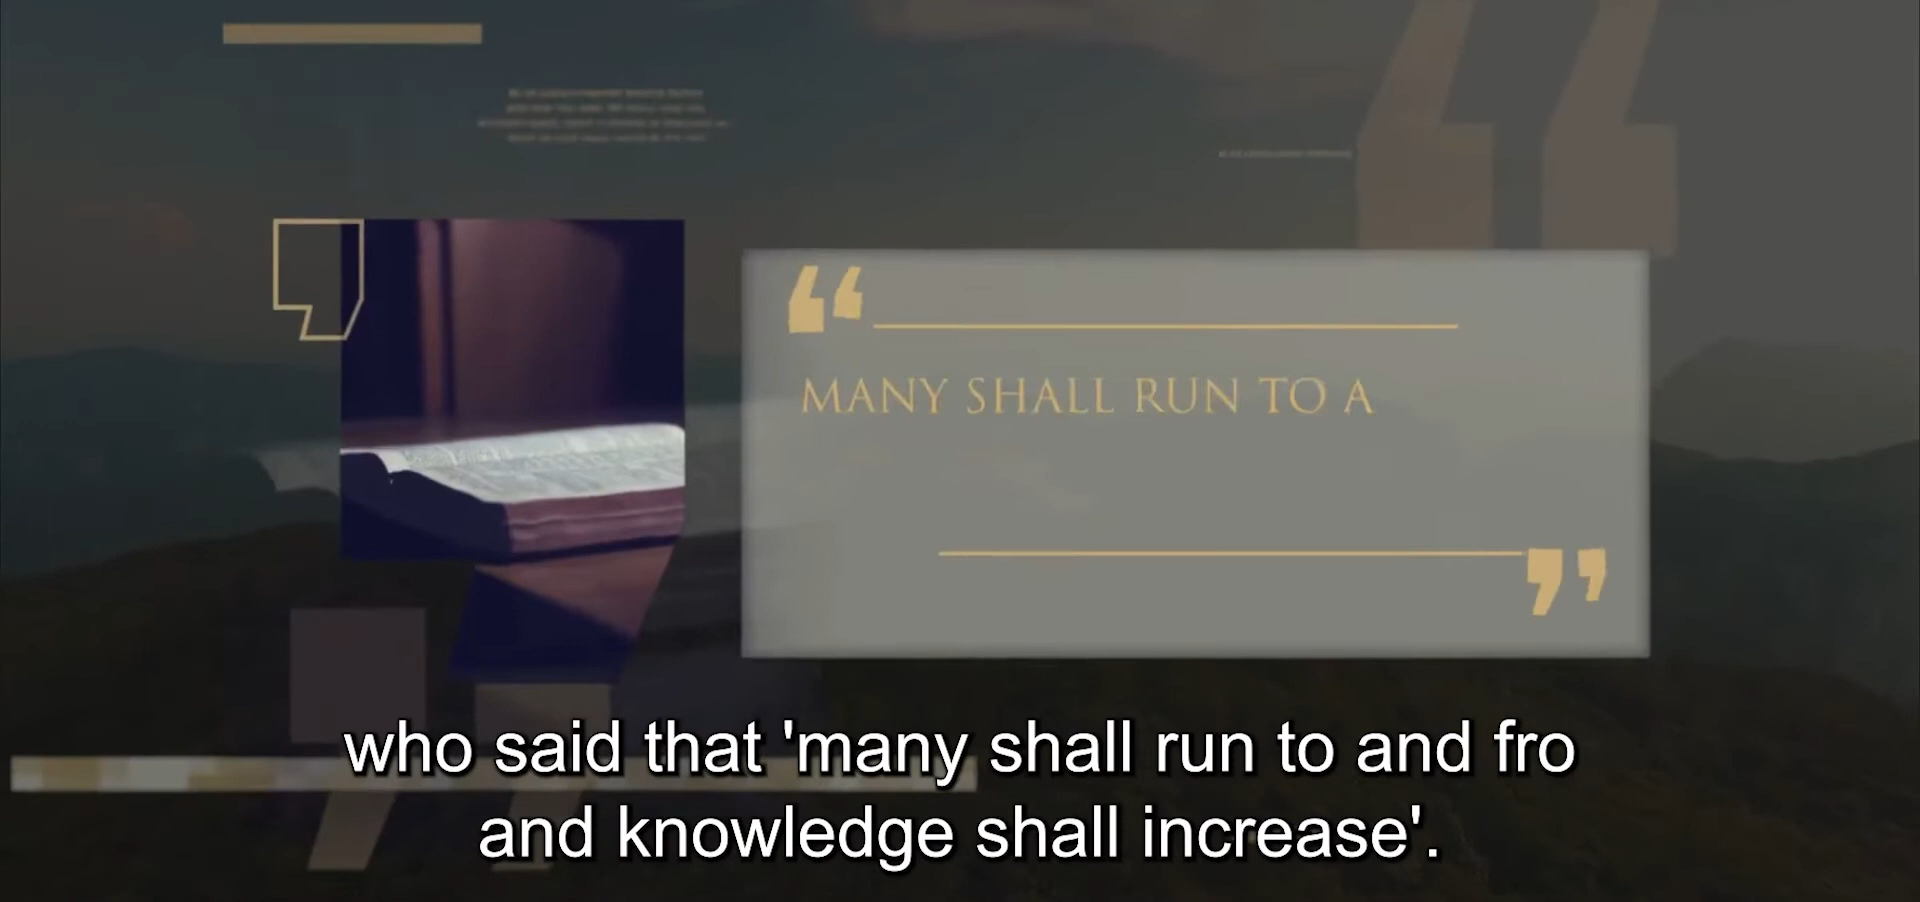 MANY SHALL RUN TO A
who said that 'many shall run to and fro
and knowledge shall increase'.